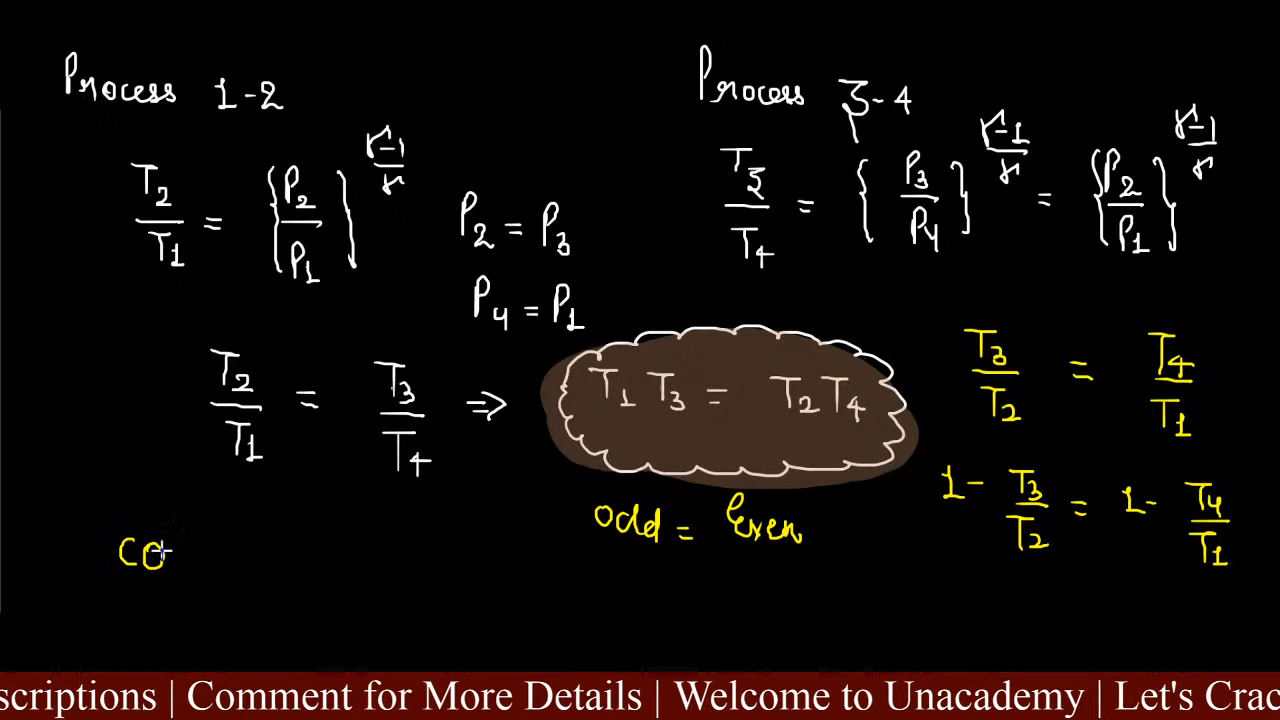 Process 1-2
Process 3-4
T2/T1 = {P2/P1}^((γ-1)/γ)
P2 = P3
P4 = P1
T3/T4 = {P3/P4}^((γ-1)/γ) = {P2/P1}^((γ-1)/γ)
T2/T1 = T3/T4 ⇒ T1 T3 = T2 T4
odd = Even
T3/T2 = T4/T1
1 - T3/T2 = 1 - T4/T1
CO
scriptions | Comment for More Details | Welcome to Unacademy | Let's Crac